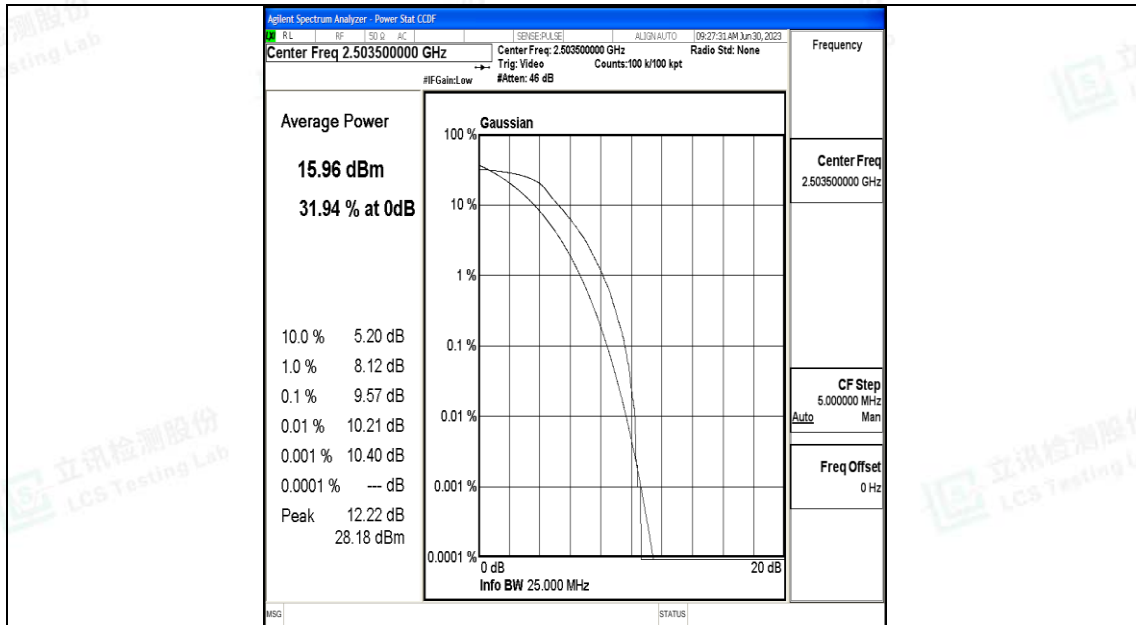 Agilent Spectrum Analyzer - Power Stat CCDF
RL RF 50 Ω AC SENSE:PULSE ALIGN AUTO 09:27:31 AM Jun 30, 2023
Center Freq 2.503500000 GHz
Center Freq: 2.503500000 GHz Radio Std: None
Trig: Video Counts:100 k/100 kpt
#IFGain:Low #Atten: 46 dB
Frequency
Average Power
15.96 dBm
31.94 % at 0dB
10.0 % 5.20 dB
1.0 % 8.12 dB
0.1 % 9.57 dB
0.01 % 10.21 dB
0.001 % 10.40 dB
0.0001 % --- dB
Peak 12.22 dB
28.18 dBm
Gaussian
100 %
10 %
1 %
0.1 %
0.01 %
0.001 %
0.0001 %
0 dB 20 dB
Info BW 25.000 MHz
Center Freq
2.503500000 GHz
CF Step
5.000000 MHz
Auto Man
Freq Offset
0 Hz
MSG STATUS
立讯检测股份
LCS Testing Lab
立讯检测股份
LCS Testing